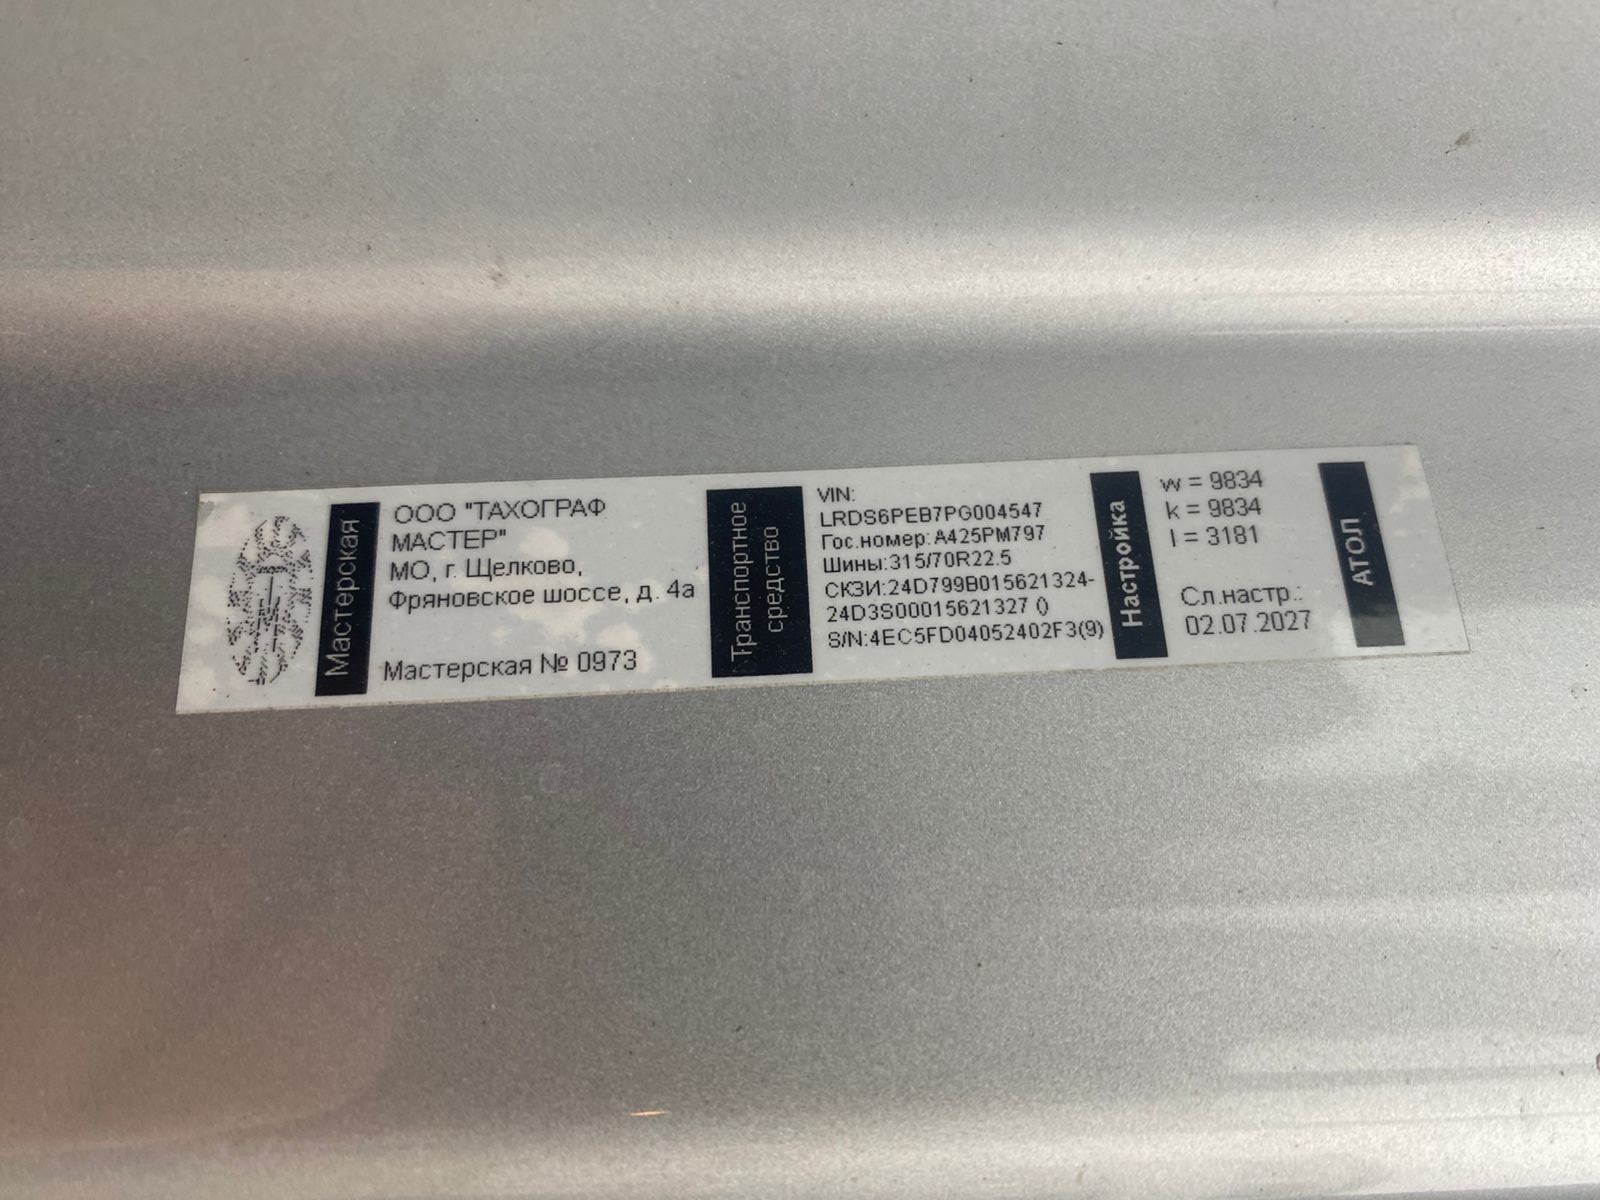 Мастерская
ООО "ТАХОГРАФ
МАСТЕР"
МО, г. Щелково,
Фряновское шоссе, д. 4а
Мастерская № 0973
Транспортное
средство
VIN:
LRDS6PEB7PG004547
Гос.номер:А425РМ797
Шины:315/70R22.5
СКЗИ:24D799B015621324-
24D3S00015621327 ()
S/N:4EC5FD04052402F3(9)
Настройка
w = 9834
k = 9834
l = 3181
Сл.настр.:
02.07.2027
АТОЛ